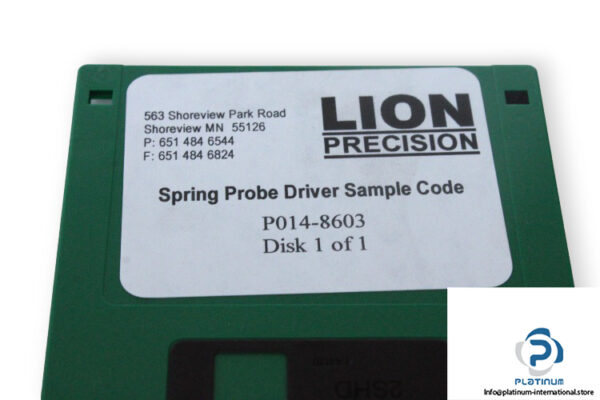 563 Shoreview Park Road
Shoreview MN  55126
P: 651 484 6544
F: 651 484 6824
LION
PRECISION
Spring Probe Driver Sample Code
P014-8603
Disk 1 of 1
2SHD
PLATINUM
Info@platinum-international.store